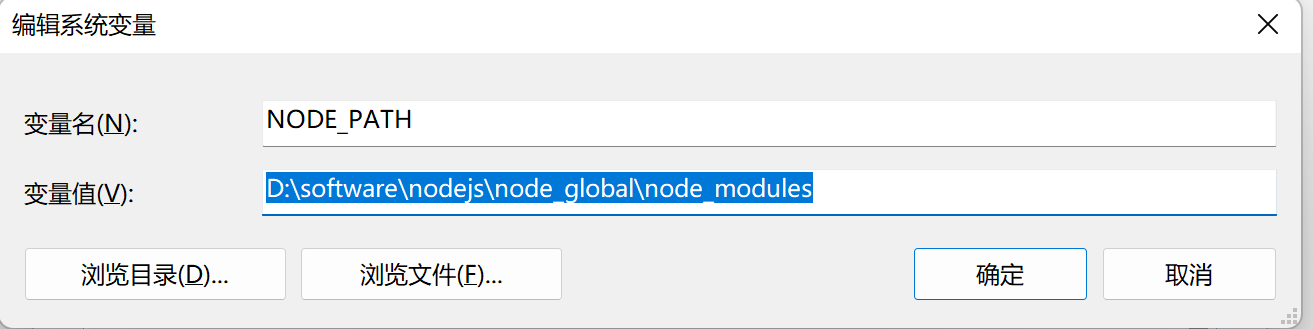 编辑系统变量
变量名(N): NODE_PATH
变量值(V): D:\software\nodejs\node_global\node_modules
浏览目录(D)... 浏览文件(F)... 确定 取消